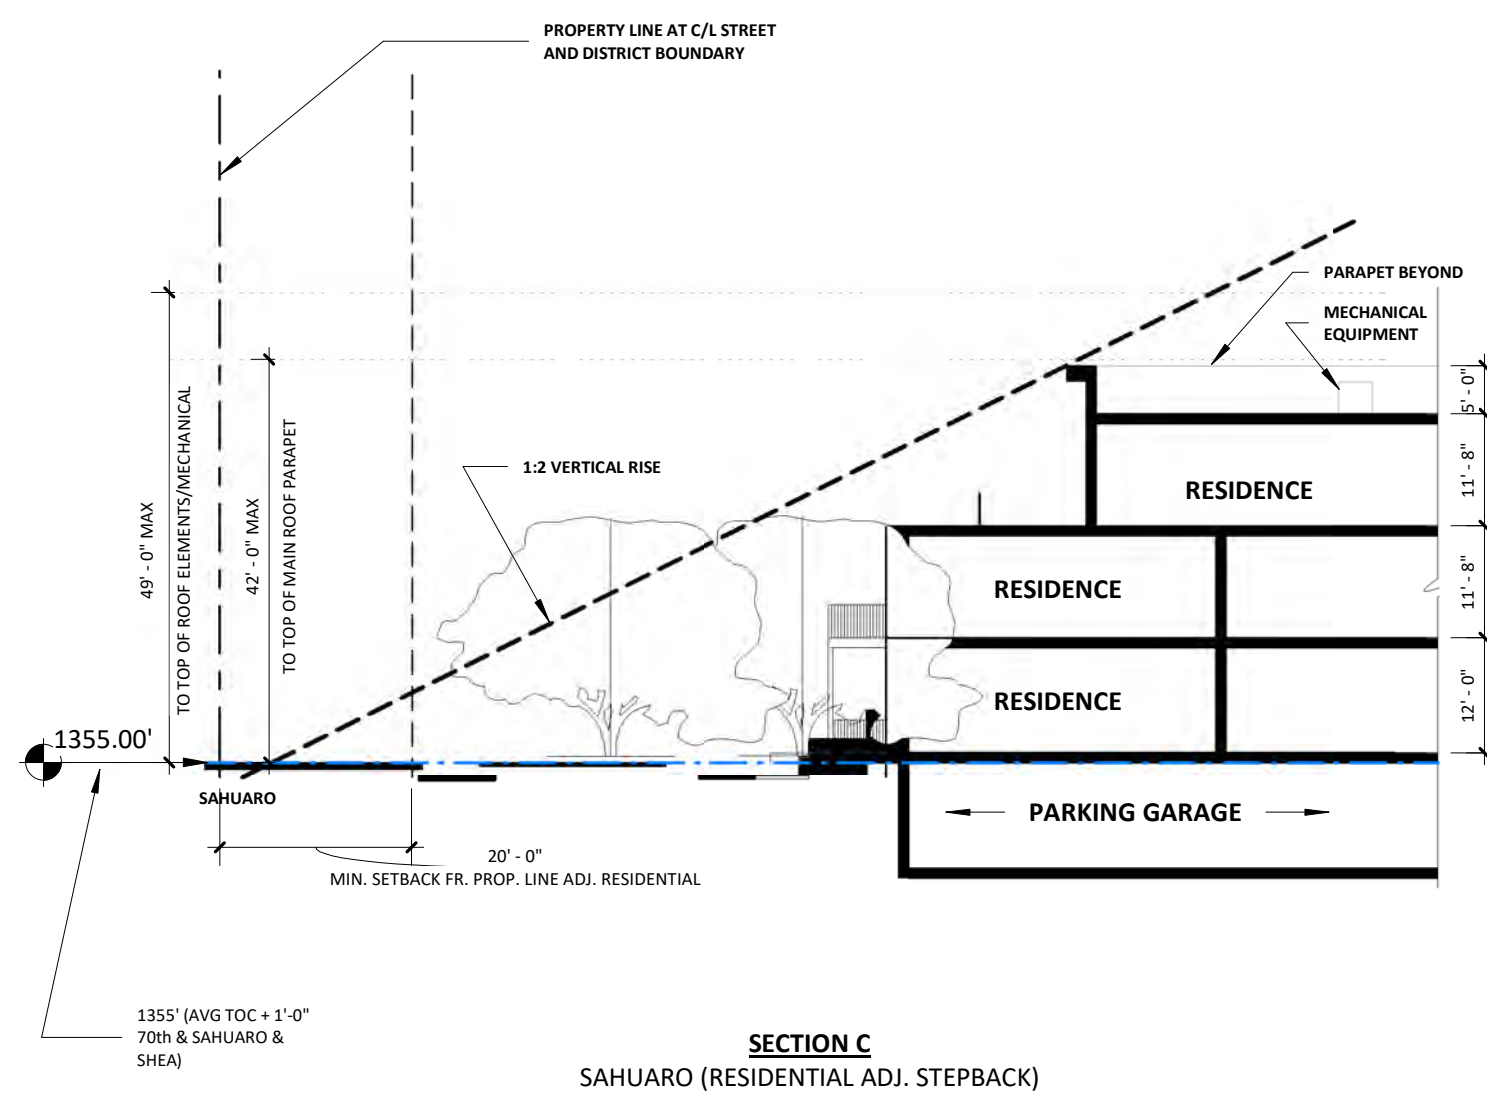 PROPERTY LINE AT C/L STREET
AND DISTRICT BOUNDARY
PARAPET BEYOND
MECHANICAL
EQUIPMENT
49' - 0" MAX
TO TOP OF ROOF ELEMENTS/MECHANICAL
42' - 0" MAX
TO TOP OF MAIN ROOF PARAPET
1:2 VERTICAL RISE
5' - 0"
11' - 8"
11' - 8"
12' - 0"
RESIDENCE
RESIDENCE
RESIDENCE
1355.00'
SAHUARO
PARKING GARAGE
20' - 0"
MIN. SETBACK FR. PROP. LINE ADJ. RESIDENTIAL
1355' (AVG TOC + 1'-0"
70th & SAHUARO &
SHEA)
SECTION C
SAHUARO (RESIDENTIAL ADJ. STEPBACK)